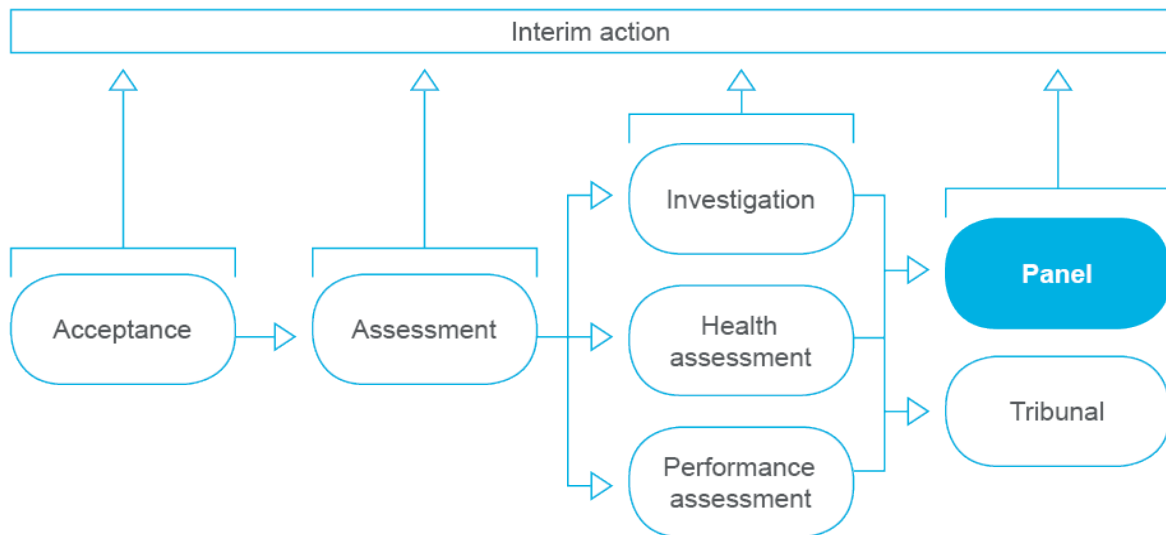 Interim action
Acceptance
Assessment
Investigation
Health
assessment
Performance
assessment
Panel
Tribunal